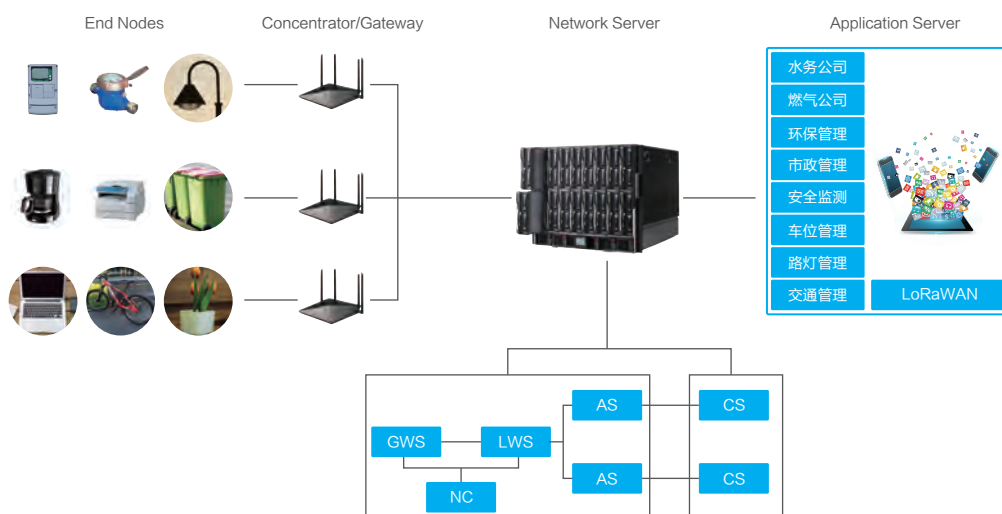 End Nodes
Concentrator/Gateway
Network Server
Application Server
水务公司
燃气公司
环保管理
市政管理
安全监测
车位管理
路灯管理
交通管理
LoRaWAN
AS
CS
GWS
LWS
NC
AS
CS